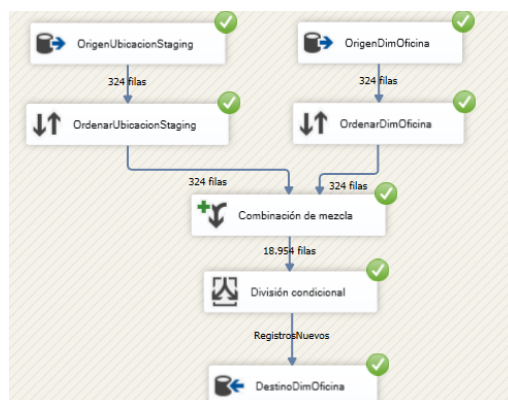 OrigenUbicacionStaging
OrigenDimOficina
324 filas
324 filas
OrdenarUbicacionStaging
OrdenarDimOficina
324 filas
324 filas
Combinación de mezcla
18.954 filas
División condicional
RegistrosNuevos
DestinoDimOficina